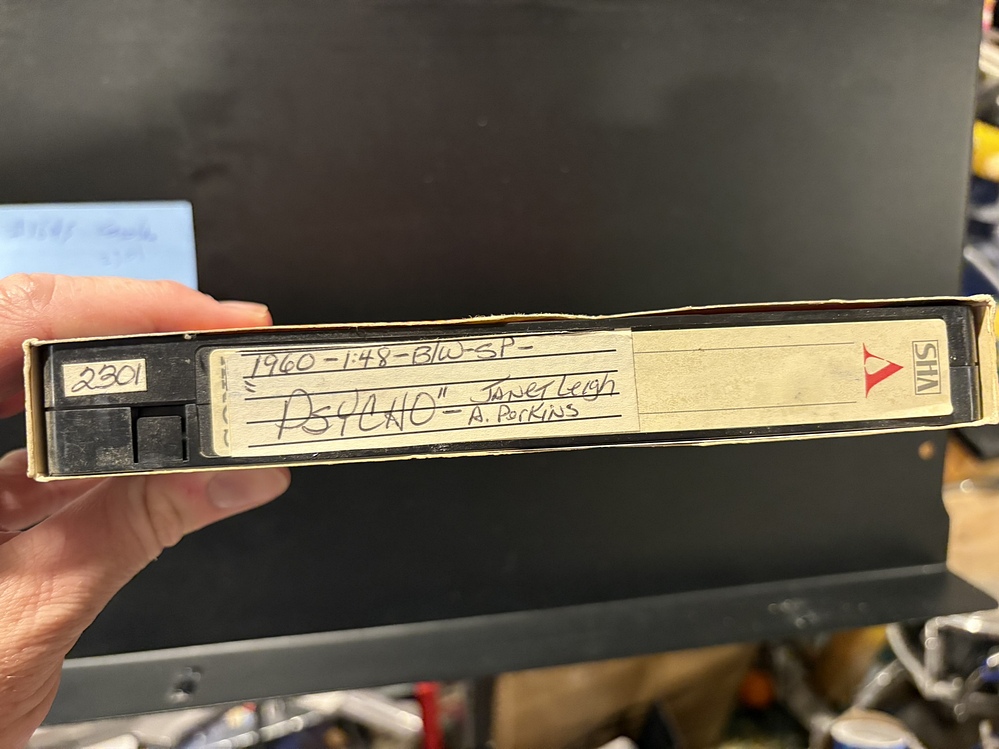 2301
1960-1:48-B/W-SP-
"PSYCHO"- JANET Leigh
A. PerKINS
VHS